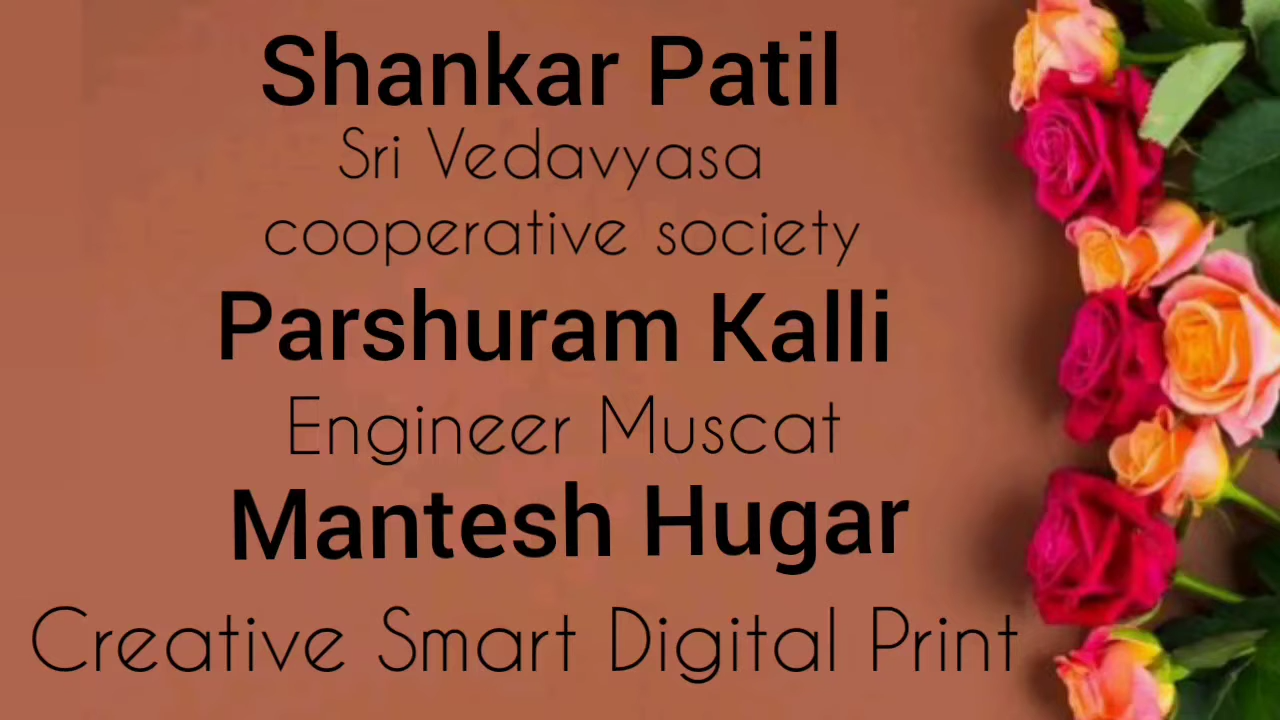 Shankar Patil
Sri Vedavyasa
cooperative society
Parshuram Kalli
Engineer Muscat
Mantesh Hugar
Creative Smart Digital Print